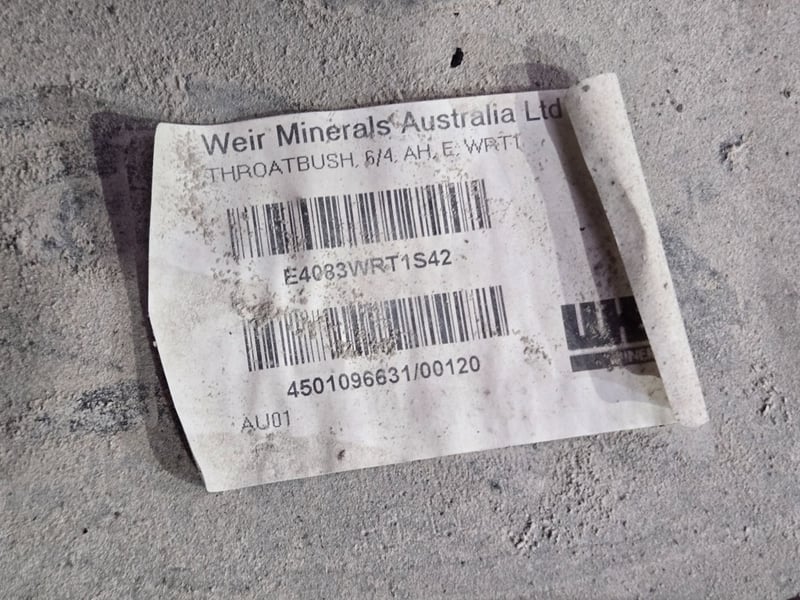 Weir Minerals Australia Ltd
THROATBUSH, 6/4, AH, E, WRT1
E4083WRT1S42
4501096631/00120
AU01